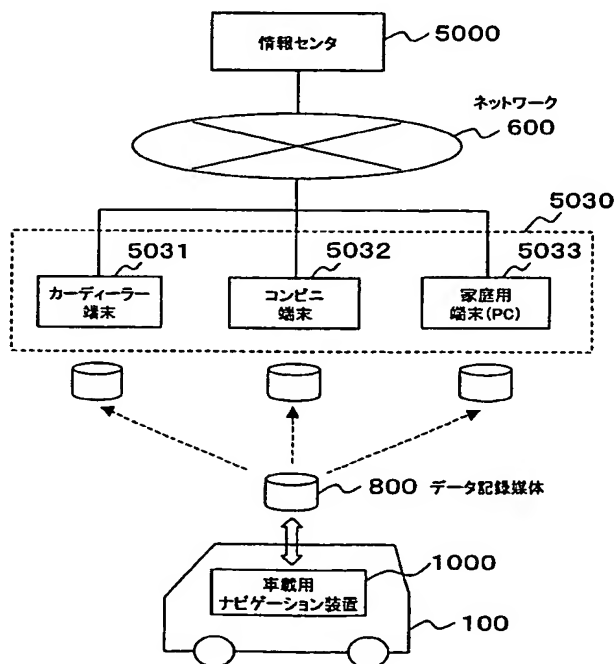 情報センタ
5000
ネットワーク
600
5030
5031
5032
5033
カーディーラー
端末
コンビニ
端末
家庭用
端末(PC)
800 データ記録媒体
車載用
ナビゲーション装置
1000
100